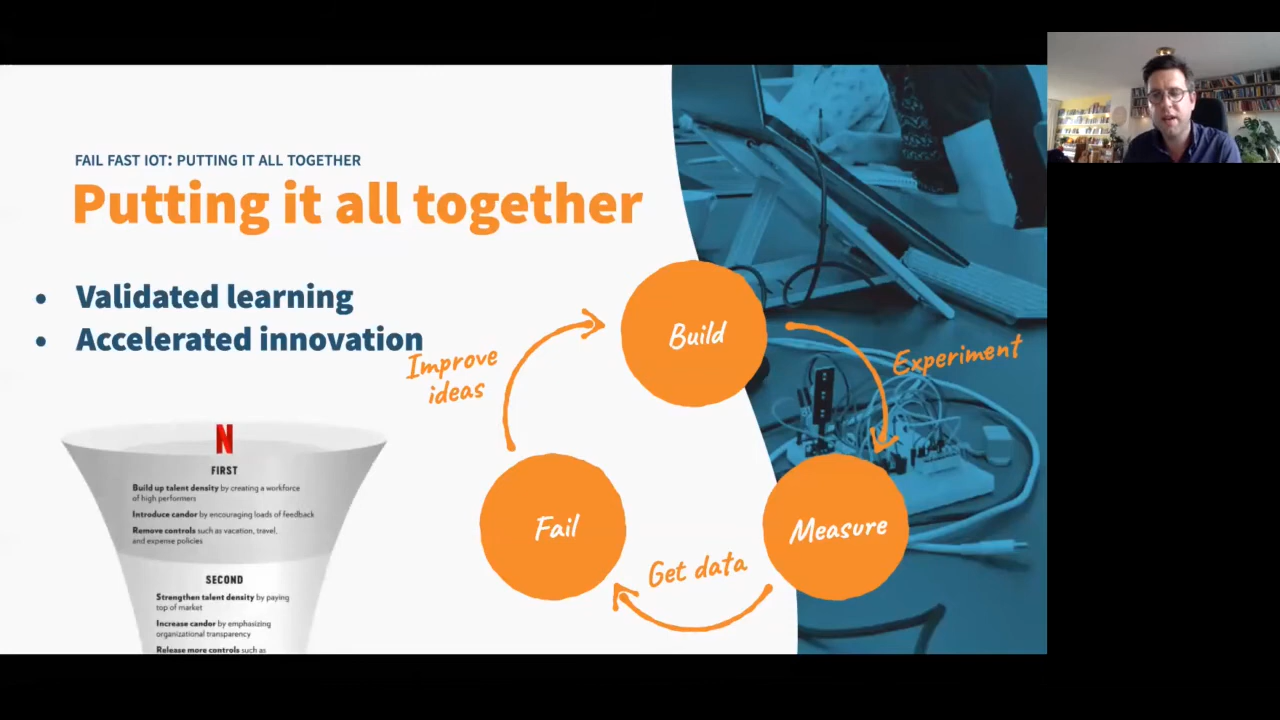 FAIL FAST IOT: PUTTING IT ALL TOGETHER
Putting it all together
• Validated learning
• Accelerated innovation
N
FIRST
Build up talent density by creating a workforce
of high performers
Introduce candor by encouraging loads of feedback
Remove controls such as vacation, travel,
and expense policies
SECOND
Strengthen talent density by paying
top of market
Increase candor by emphasizing
organizational transparency
Release more controls such as
Build
Experiment
Measure
Get data
Fail
Improve
ideas